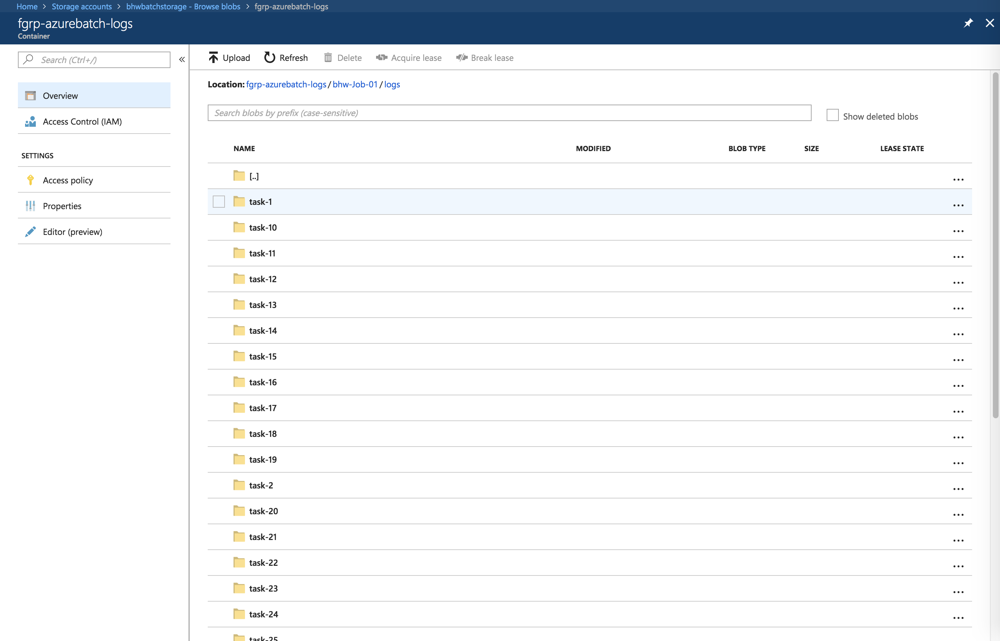 Home > Storage accounts > bhwbatchstorage - Browse blobs > fgrp-azurebatch-logs
fgrp-azurebatch-logs
Container
Search (Ctrl+/)
«
Overview
Access Control (IAM)
SETTINGS
Access policy
Properties
Editor (preview)
Upload Refresh Delete Acquire lease Break lease
Location: fgrp-azurebatch-logs / bhw-Job-01 / logs
Search blobs by prefix (case-sensitive)
Show deleted blobs
NAME MODIFIED BLOB TYPE SIZE LEASE STATE
[..] ...
task-1 ...
task-10 ...
task-11 ...
task-12 ...
task-13 ...
task-14 ...
task-15 ...
task-16 ...
task-17 ...
task-18 ...
task-19 ...
task-2 ...
task-20 ...
task-21 ...
task-22 ...
task-23 ...
task-24 ...
task-25